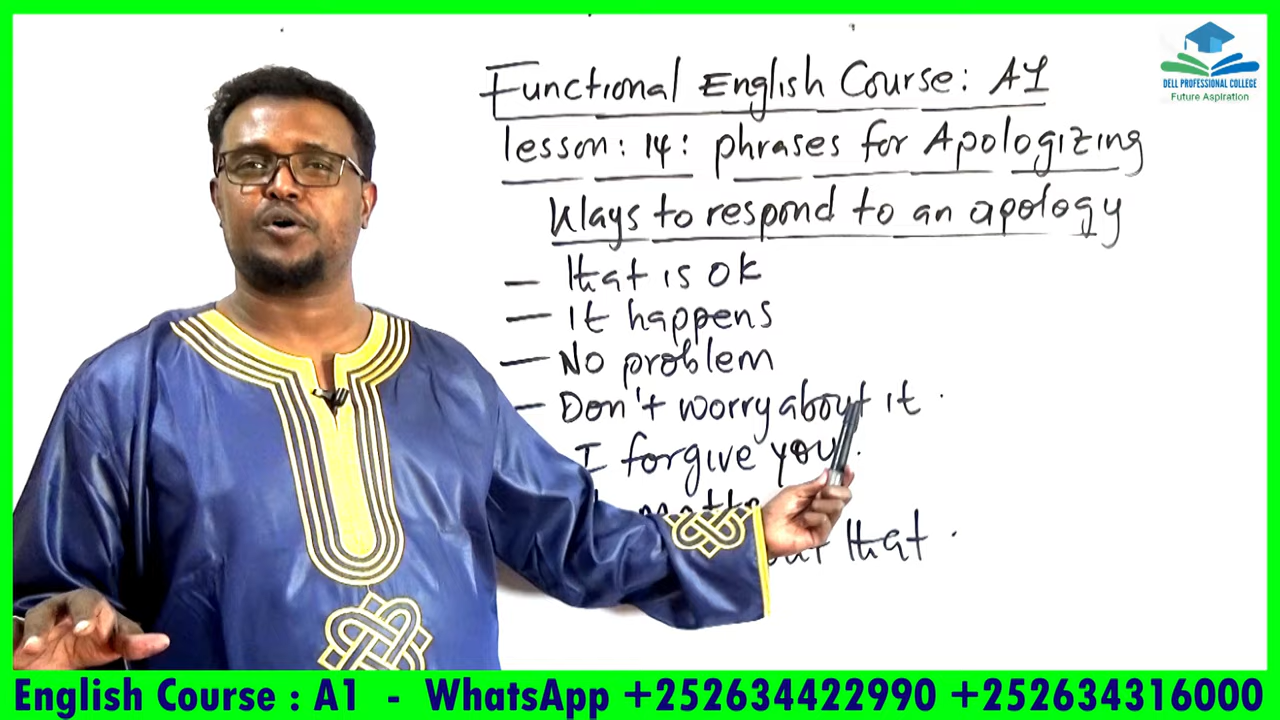 Functional English Course: A1
lesson: 14: phrases for Apologizing
Ways to respond to an apology
— that is ok
— It happens
— No problem
— Don't worry about it.
I forgive you.
that.
DELL PROFESSIONAL COLLEGE
Future Aspiration
English Course : A1 - WhatsApp +252634422990 +252634316000